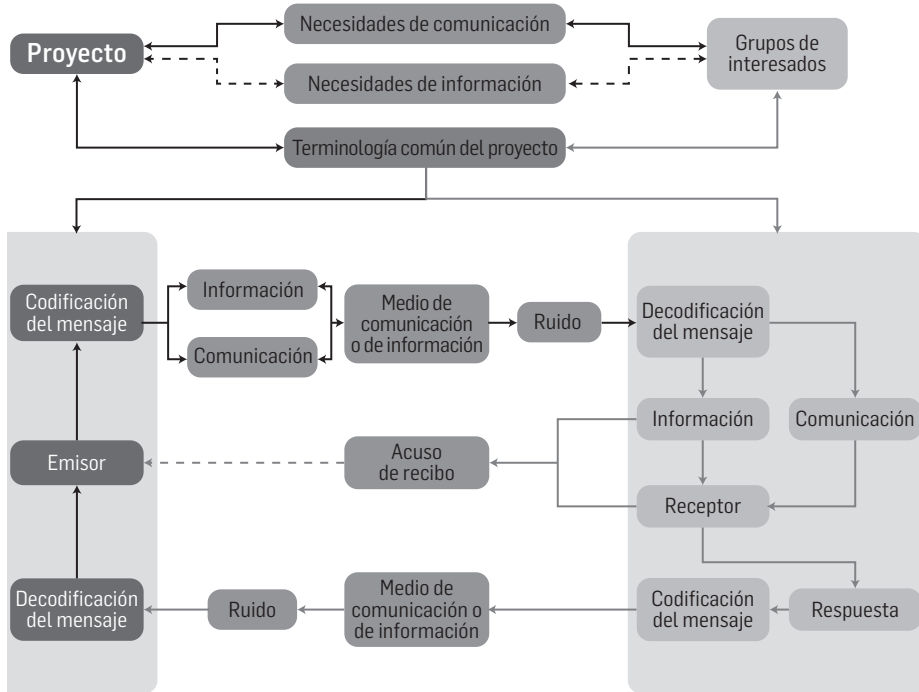 Necesidades de comunicación
Proyecto
Grupos de
interesados
Necesidades de información
Terminología común del proyecto
Codificación
del mensaje
Información
Comunicación
Medio de
comunicación
o de información
Ruido
Decodificación
del mensaje
Información
Comunicación
Emisor
Acuso
de recibo
Receptor
Decodificación
del mensaje
Ruido
Medio de
comunicación o
de información
Codificación
del mensaje
Respuesta